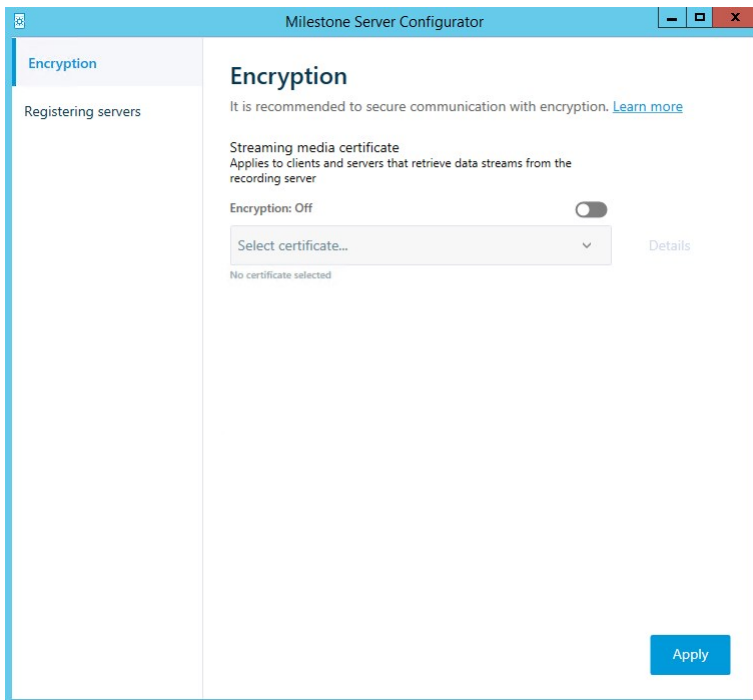 Milestone Server Configurator
Encryption
Registering servers
Encryption
It is recommended to secure communication with encryption. Learn more
Streaming media certificate
Applies to clients and servers that retrieve data streams from the
recording server
Encryption: Off
Select certificate...
Details
No certificate selected
Apply